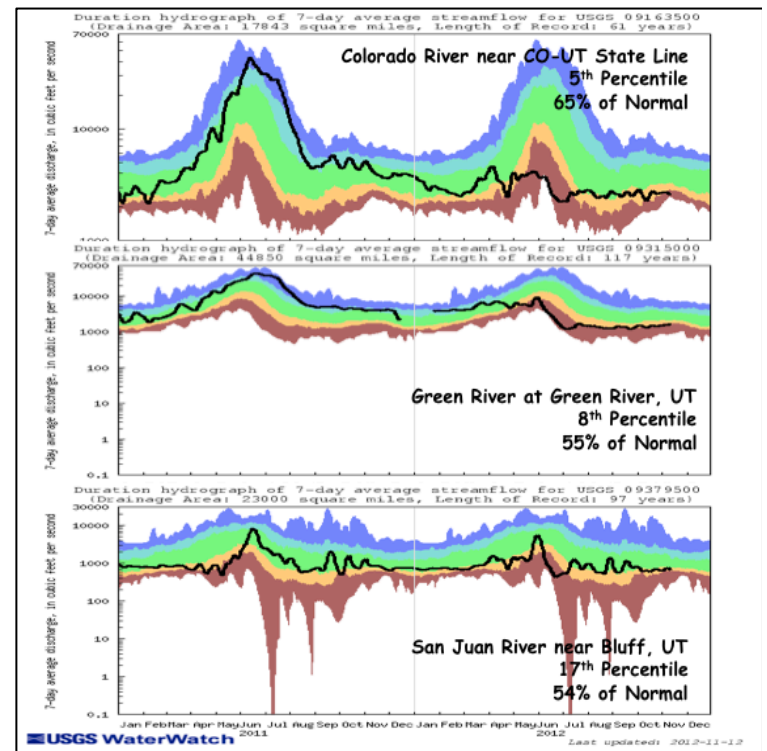 Duration hydrograph of 7-day average streamflow for USGS 09163500
(Drainage Area: 17843 square miles, Length of Record: 61 years)
70000
10000
1000
7-day average discharge, in cubic feet per second
Colorado River near CO-UT State Line
5th Percentile
65% of Normal
Duration hydrograph of 7-day average streamflow for USGS 09315000
(Drainage Area: 44850 square miles, Length of Record: 117 years)
70000
10000
1000
100
10
1
0.1
7-day average discharge, in cubic feet per second
Green River at Green River, UT
8th Percentile
55% of Normal
Duration hydrograph of 7-day average streamflow for USGS 09379500
(Drainage Area: 23000 square miles, Length of Record: 97 years)
30000
10000
1000
100
10
1
0.1
7-day average discharge, in cubic feet per second
San Juan River near Bluff, UT
17th Percentile
54% of Normal
Jan Feb Mar Apr May Jun Jul Aug Sep Oct Nov Dec Jan Feb Mar Apr May Jun Jul Aug Sep Oct Nov Dec
2011 2012
USGS WaterWatch
Last updated: 2012-11-12